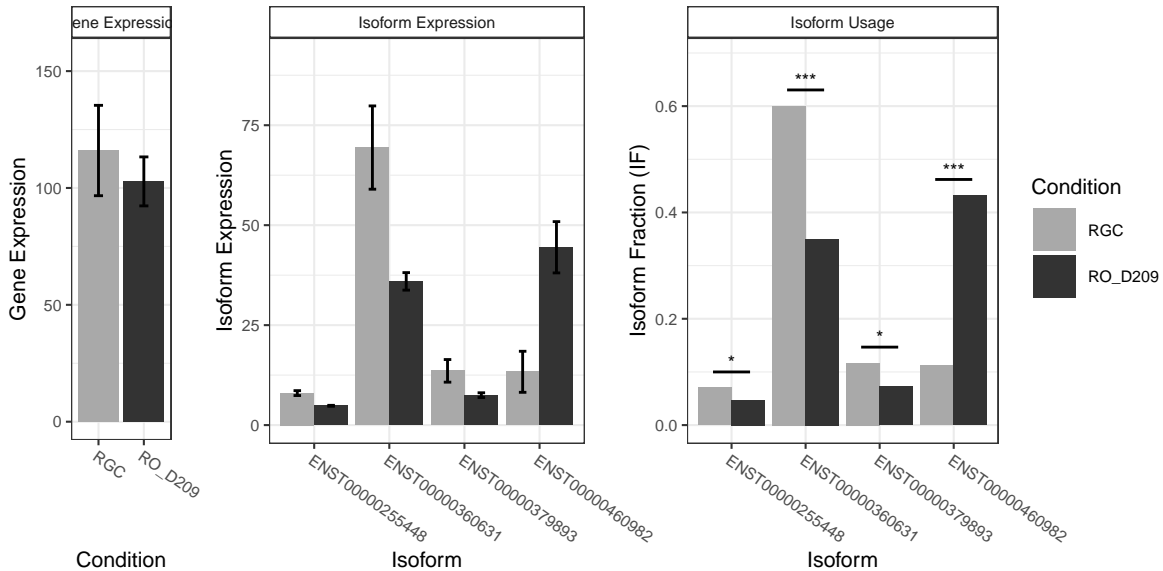 ene Expressio
Gene Expression
150
100
50
0
RGC
RO_D209
Condition
Isoform Expression
Isoform Expression
75
50
25
0
ENST00000255448
ENST00000360631
ENST00000379893
ENST00000460982
Isoform
Isoform Usage
Isoform Fraction (IF)
0.6
0.4
0.2
0.0
*
***
*
***
ENST00000255448
ENST00000360631
ENST00000379893
ENST00000460982
Isoform
Condition
RGC
RO_D209